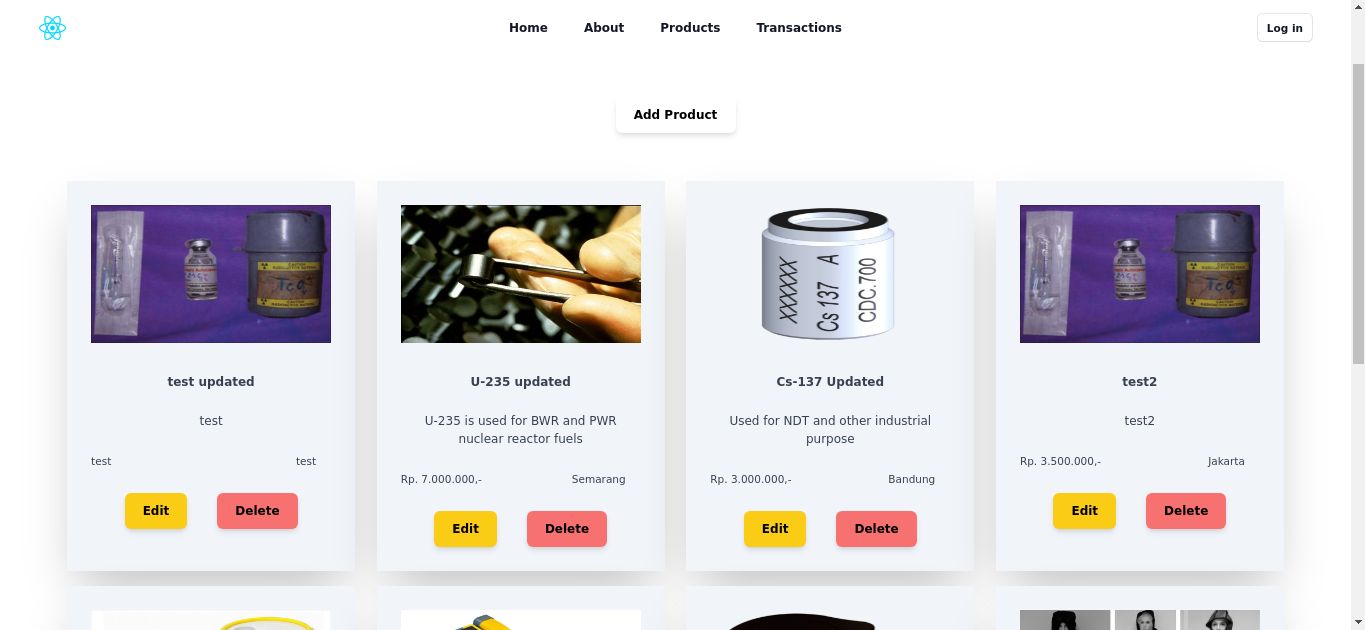 Home About Products Transactions Log in
Add Product
XXXXXX Cs 137 A CDC.700
test updated
test
test test
Edit Delete
U-235 updated
U-235 is used for BWR and PWR
nuclear reactor fuels
Rp. 7.000.000,- Semarang
Edit Delete
Cs-137 Updated
Used for NDT and other industrial
purpose
Rp. 3.000.000,- Bandung
Edit Delete
test2
test2
Rp. 3.500.000,- Jakarta
Edit Delete